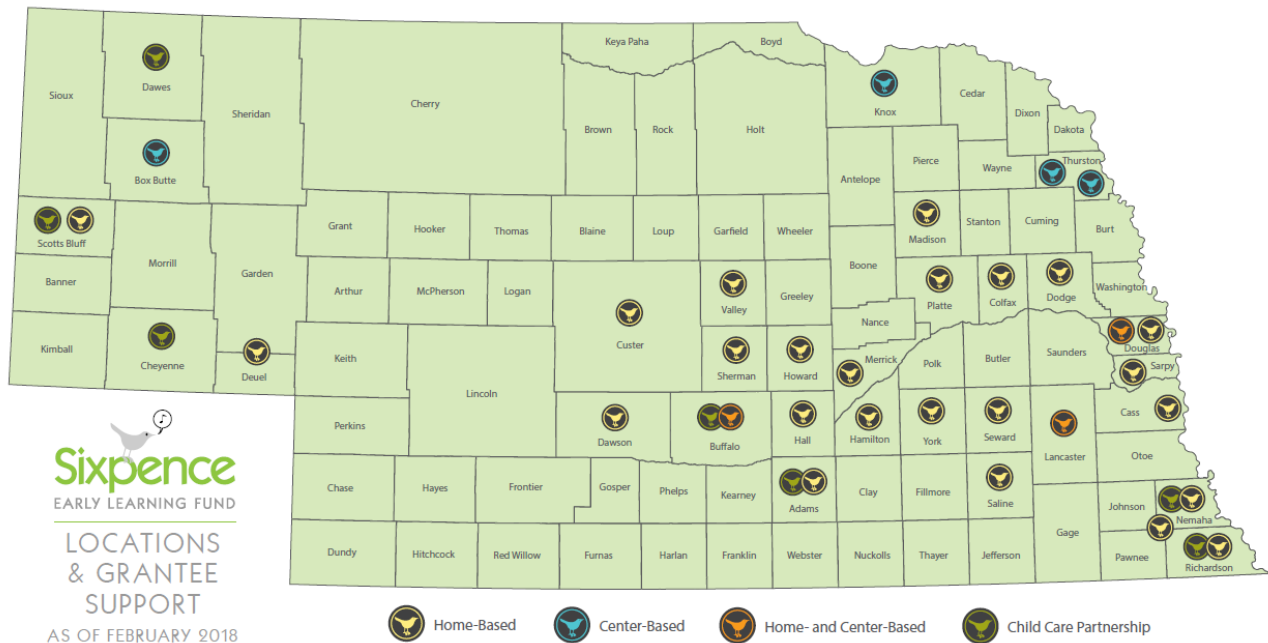 Keya Paha
Boyd
Dawes
Sioux
Sheridan
Cherry
Brown
Rock
Holt
Knox
Cedar
Dixon
Dakota
Box Butte
Antelope
Pierce
Wayne
Thurston
Scotts Bluff
Morrill
Garden
Grant
Hooker
Thomas
Blaine
Loup
Garfield
Wheeler
Madison
Stanton
Cuming
Burt
Banner
Arthur
McPherson
Logan
Valley
Greeley
Boone
Platte
Colfax
Dodge
Washington
Kimball
Cheyenne
Deuel
Keith
Lincoln
Custer
Sherman
Howard
Nance
Merrick
Polk
Butler
Saunders
Douglas
Sarpy
Perkins
Dawson
Buffalo
Hall
Hamilton
York
Seward
Lancaster
Cass
Otoe
Chase
Hayes
Frontier
Gosper
Phelps
Kearney
Adams
Clay
Fillmore
Saline
Gage
Johnson
Nemaha
Dundy
Hitchcock
Red Willow
Furnas
Harlan
Franklin
Webster
Nuckolls
Thayer
Jefferson
Pawnee
Richardson
Sixpence
EARLY LEARNING FUND
LOCATIONS
& GRANTEE
SUPPORT
AS OF FEBRUARY 2018
Home-Based
Center-Based
Home- and Center-Based
Child Care Partnership